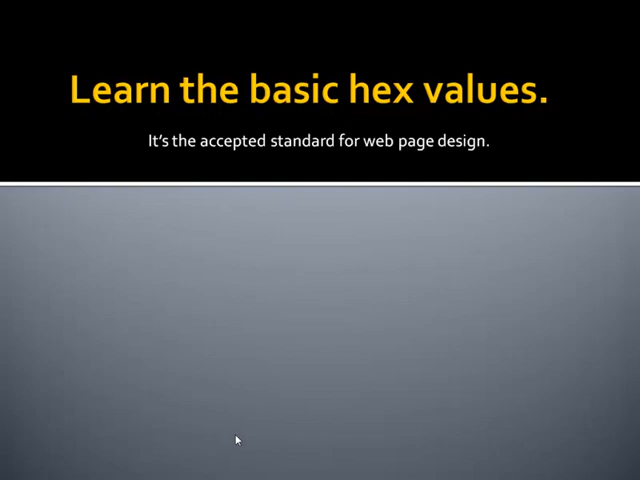 Learn the basic hex values.
It's the accepted standard for web page design.